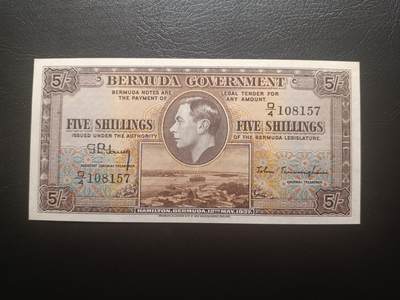 5/-
BERMUDA GOVERNMENT
5/-
BERMUDA NOTES ARE LEGAL TENDER FOR
THE PAYMENT OF ANY AMOUNT.
O/4 108157
FIVE SHILLINGS FIVE SHILLINGS
ISSUED UNDER THE AUTHORITY OF THE BERMUDA LEGISLATURE.
O/4 108157
5/-
HAMILTON, BERMUDA, 12TH MAY, 1937.
5/-